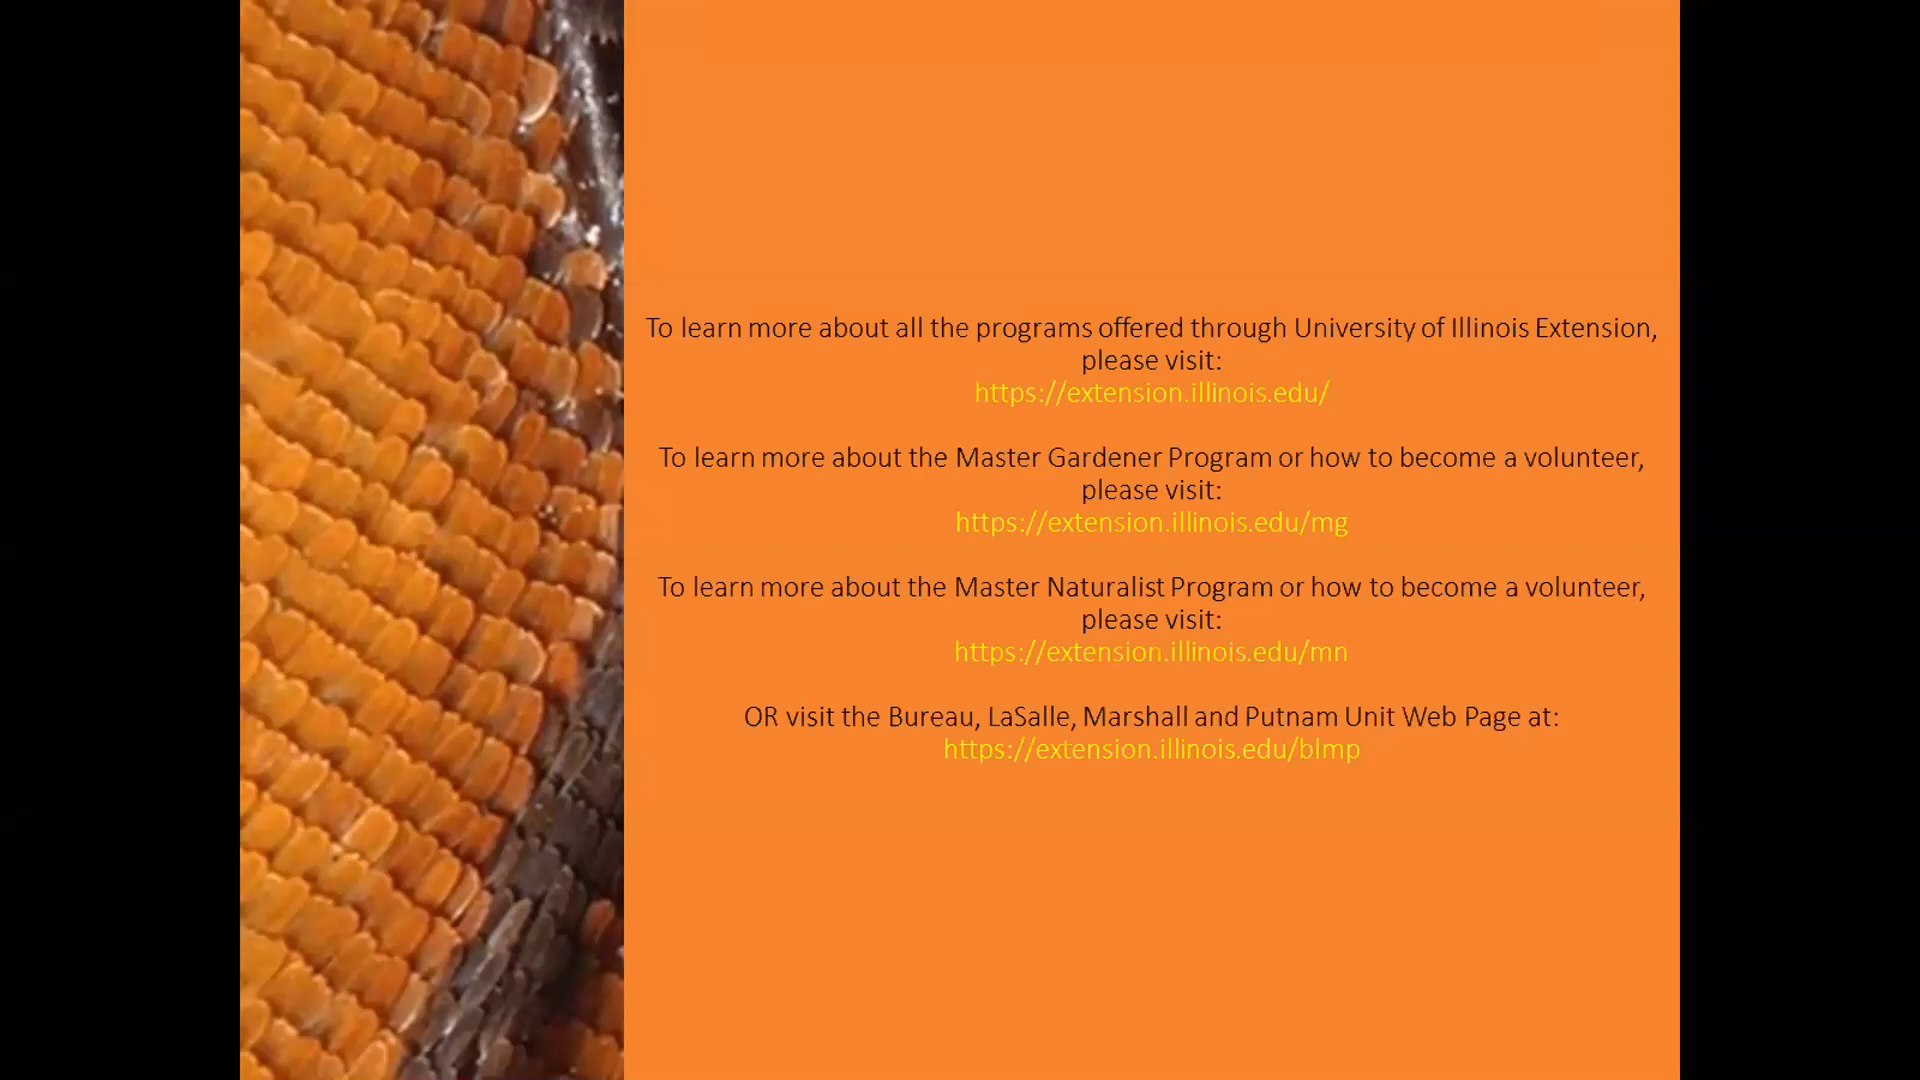 To learn more about all the programs offered through University of Illinois Extension,
please visit:
https://extension.illinois.edu/
To learn more about the Master Gardener Program or how to become a volunteer,
please visit:
https://extension.illinois.edu/mg
To learn more about the Master Naturalist Program or how to become a volunteer,
please visit:
https://extension.illinois.edu/mn
OR visit the Bureau, LaSalle, Marshall and Putnam Unit Web Page at:
https://extension.illinois.edu/blmp